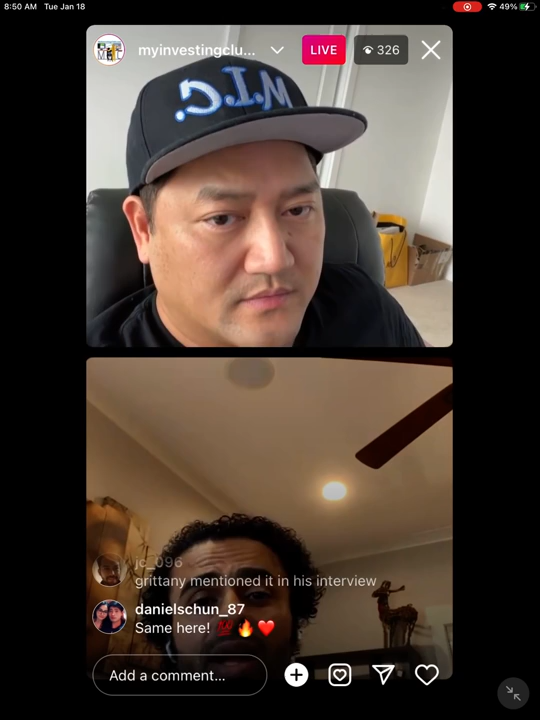 8:50 AM Tue Jan 18
49%
myinvestingclu...
LIVE
326
M.I.C.
jc_096
grittany mentioned it in his interview
danielschun_87
Same here! 💯🔥❤️
Add a comment...